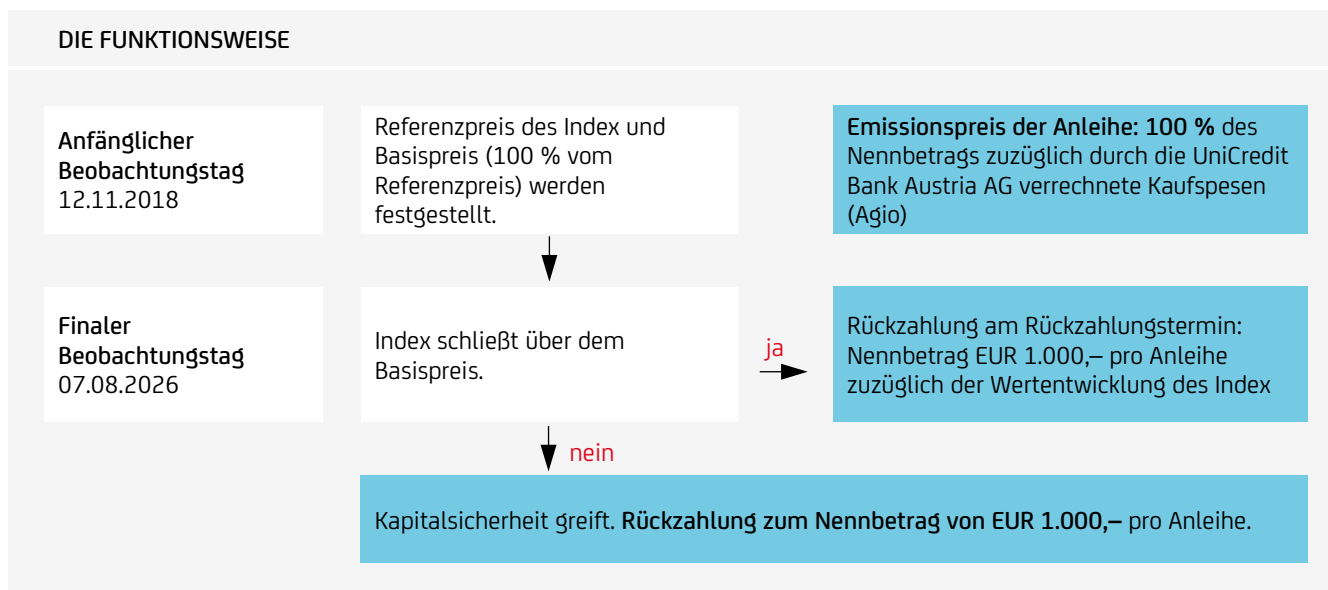 DIE FUNKTIONSWEISE
Anfänglicher
Beobachtungstag
12.11.2018
Referenzpreis des Index und
Basispreis (100 % vom
Referenzpreis) werden
festgestellt.
Emissionspreis der Anleihe: 100 % des
Nennbetrags zuzüglich durch die UniCredit
Bank Austria AG verrechnete Kaufspesen
(Agio)
Finaler
Beobachtungstag
07.08.2026
Index schließt über dem
Basispreis.
ja
Rückzahlung am Rückzahlungstermin:
Nennbetrag EUR 1.000,– pro Anleihe
zuzüglich der Wertentwicklung des Index
nein
Kapitalsicherheit greift. Rückzahlung zum Nennbetrag von EUR 1.000,– pro Anleihe.